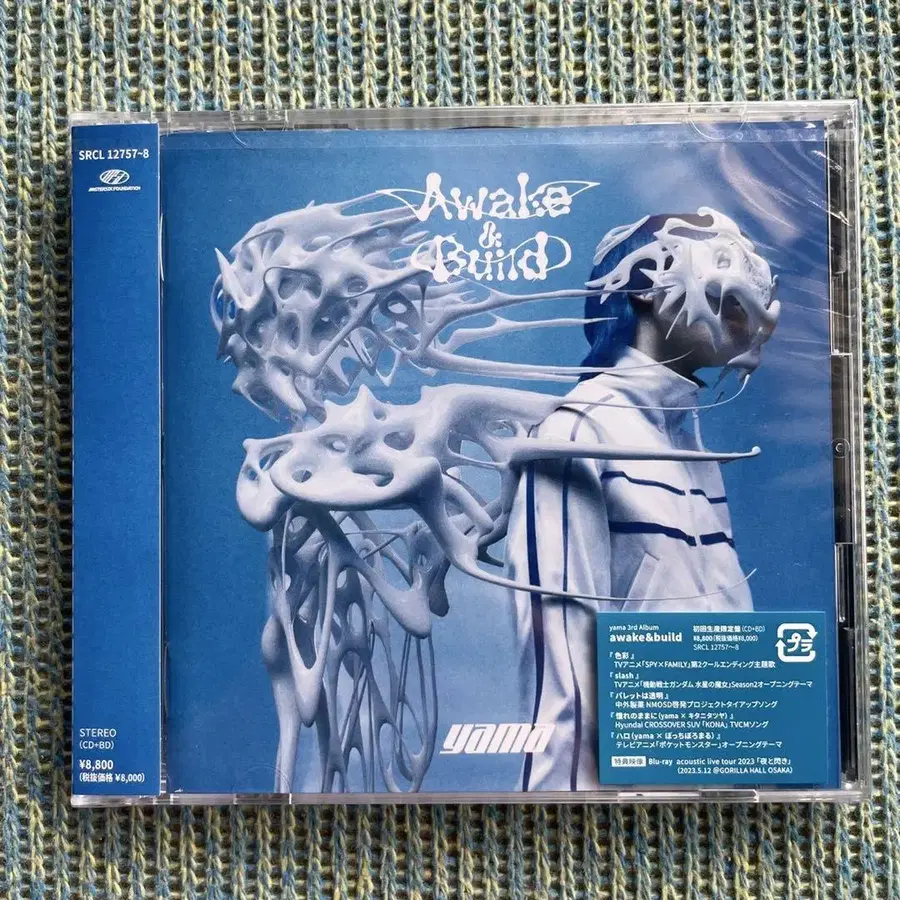 SRCL 12757~8
MASTERSIX FOUNDATION
STEREO
(CD+BD)
¥8,800
(税抜価格 ¥8,000)
Awake
&
Build
yama
yama 3rd Album
awake&build
初回生産限定盤(CD+BD)
¥8,800(税抜価格¥8,000)
SRCL 12757~8
プラ
『 色彩 』
TVアニメ「SPY×FAMILY」第2クールエンディング主題歌
『 slash 』
TVアニメ「機動戦士ガンダム 水星の魔女」Season2オープニングテーマ
『 パレットは透明 』
中外製薬 NMOSD啓発プロジェクトタイアップソング
『 憧れのままに(yama × キタニタツヤ) 』
Hyundai CROSSOVER SUV「KONA」TVCMソング
『 ハロ(yama × ぼっちぼろまる) 』
テレビアニメ「ポケットモンスター」オープニングテーマ
特典映像 Blu-ray acoustic live tour 2023「夜と閃き」
(2023.5.12 @GORILLA HALL OSAKA)